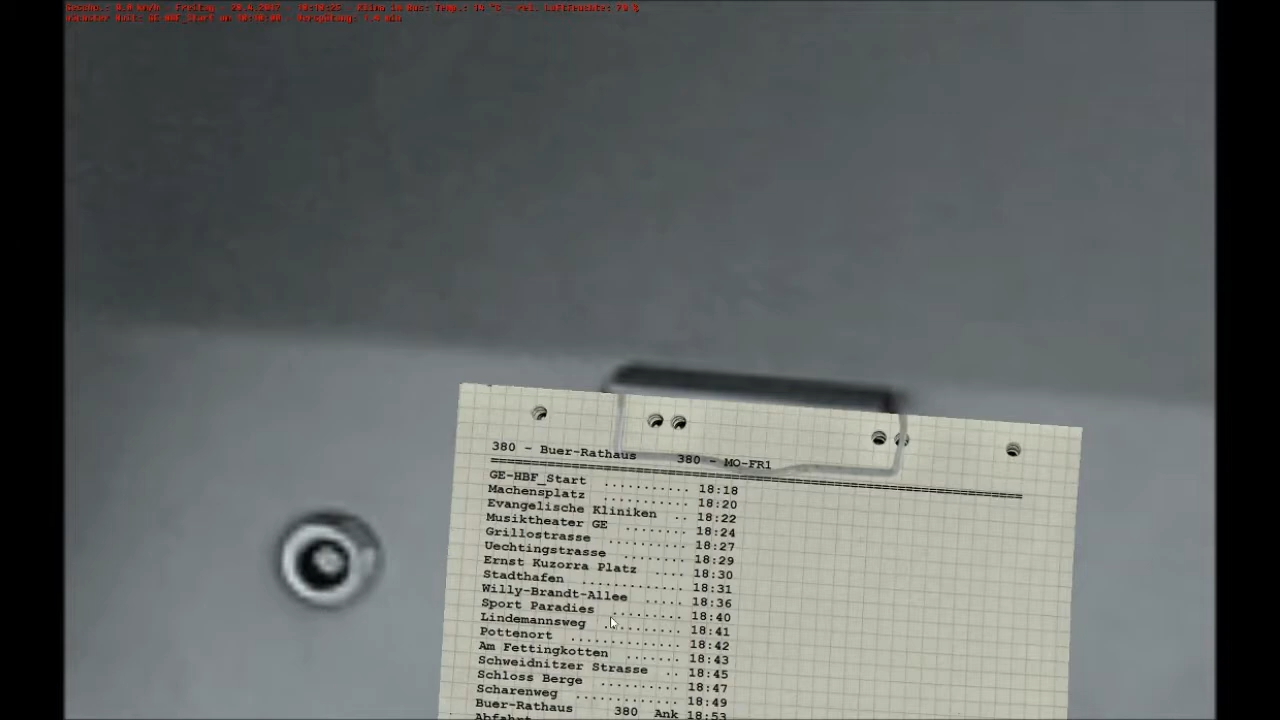 380 - Buer-Rathaus 380 - MO-FR1
GE-HBF_Start ........... 18:18
Machensplatz ........... 18:20
Evangelische Kliniken .. 18:22
Musiktheater GE ........ 18:24
Grillostrasse .......... 18:27
Uechtingstrasse ........ 18:29
Ernst Kuzorra Platz .... 18:30
Stadthafen ............. 18:31
Willy-Brandt-Allee ..... 18:36
Sport Paradies ......... 18:40
Lindemannsweg .......... 18:41
Pottenort .............. 18:42
Am Fettingkotten ....... 18:43
Schweidnitzer Strasse .. 18:45
Schloss Berge .......... 18:47
Scharenweg ............. 18:49
Buer-Rathaus 380 Ank 18:53